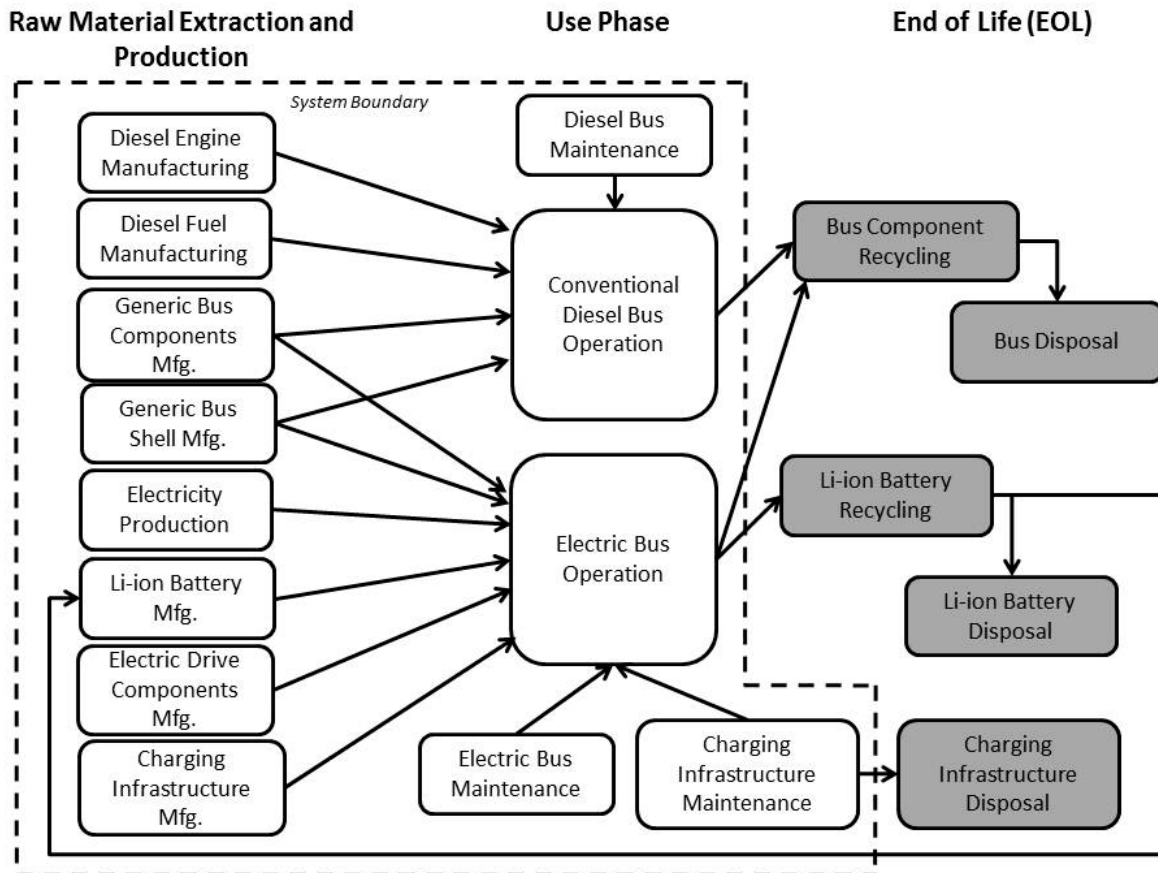 Raw Material Extraction and
Production
Use Phase
End of Life (EOL)
System Boundary
Diesel Engine
Manufacturing
Diesel Fuel
Manufacturing
Generic Bus
Components
Mfg.
Generic Bus
Shell Mfg.
Electricity
Production
Li-ion Battery
Mfg.
Electric Drive
Components
Mfg.
Charging
Infrastructure
Mfg.
Diesel Bus
Maintenance
Conventional
Diesel Bus
Operation
Electric Bus
Operation
Electric Bus
Maintenance
Charging
Infrastructure
Maintenance
Bus Component
Recycling
Bus Disposal
Li-ion Battery
Recycling
Li-ion Battery
Disposal
Charging
Infrastructure
Disposal